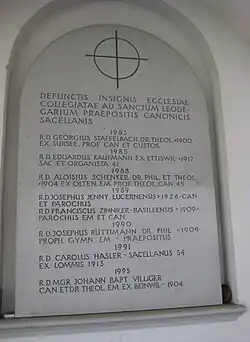 DEFUNCTIS INSIGNIS ECCLESIAE
COLLEGIATAE AD SANCTUM LEODE-
GARIUM, PRAEPOSITIS CANONICIS
SACELLANIS
1982
R.D. GEORGIUS STAFFELBACH, DR. THEOL. *1900
EX SURSEE, PROF. CAN ET CUSTOS
1985
R.D. EDUARDUS KAUFMANN EX ETTISWIL *1917
SAC ET ORGANISTA 41
1988
R.D. ALOISIUS SCHENKER, DR. PHIL ET THEOL.
*1904 EX OLTEN, EM. PROF. THEOL. CAN. 45
1989
R.D. JOSEPHUS JENNY, LUCERNENSIS *1926 - CAN
ET PAROCHUS
R.D. FRANCISCUS ZINNIKER - BASILEENSIS *1909-
PAROCHUS EM ET CAN.
1990
R.D. JOSEPHUS RÜTTIMANN, DR. PHIL *1909
PROPH. GYMN. EM - PRAEPOSITUS
1991
R.D. CAROLUS HASLER - SACELLANUS 54
EX LOMMIS 1913
1993
R.D. MGR JOHANN BAPT VILLIGER
CAN ET DR THEOL EM. EX BEINWIL - 1904